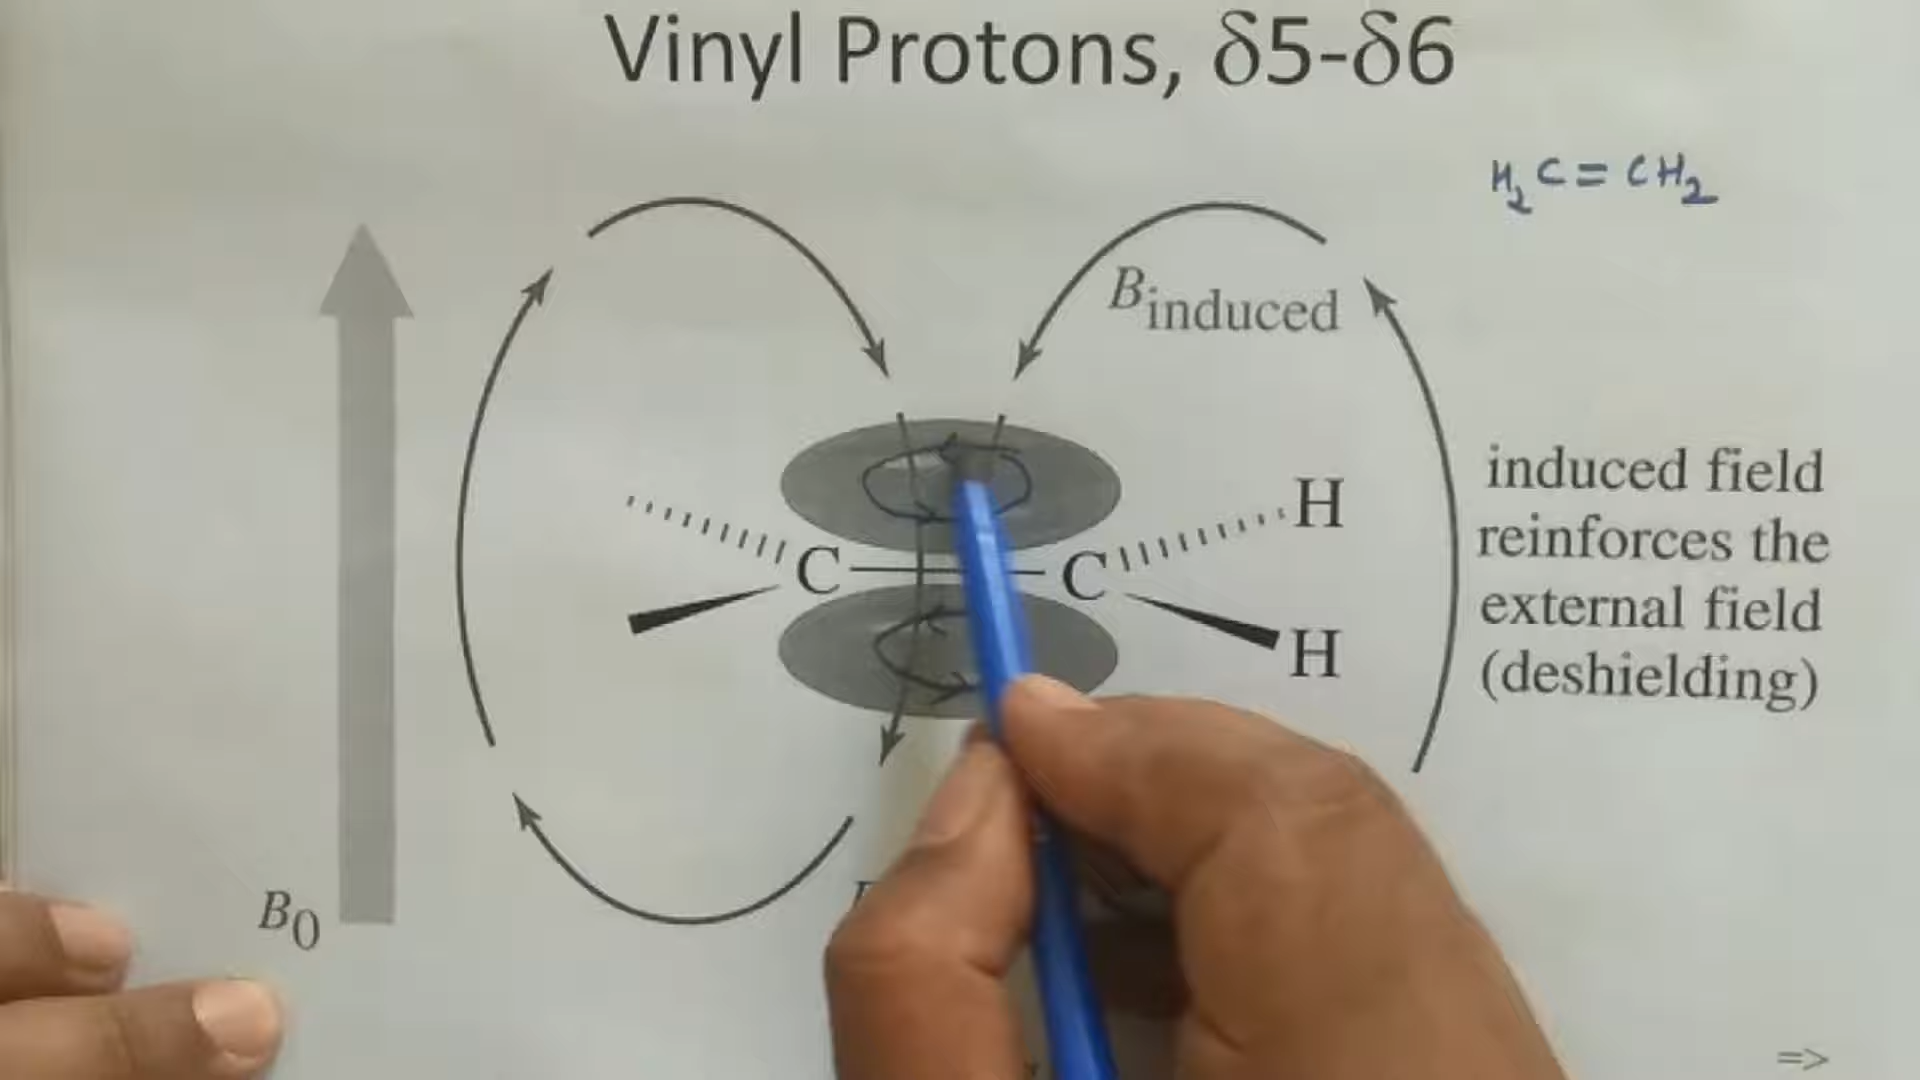 Vinyl Protons, δ5-δ6
H₂C=CH₂
Binduced
induced field
reinforces the
external field
(deshielding)
H
C
C
H
B0
=>